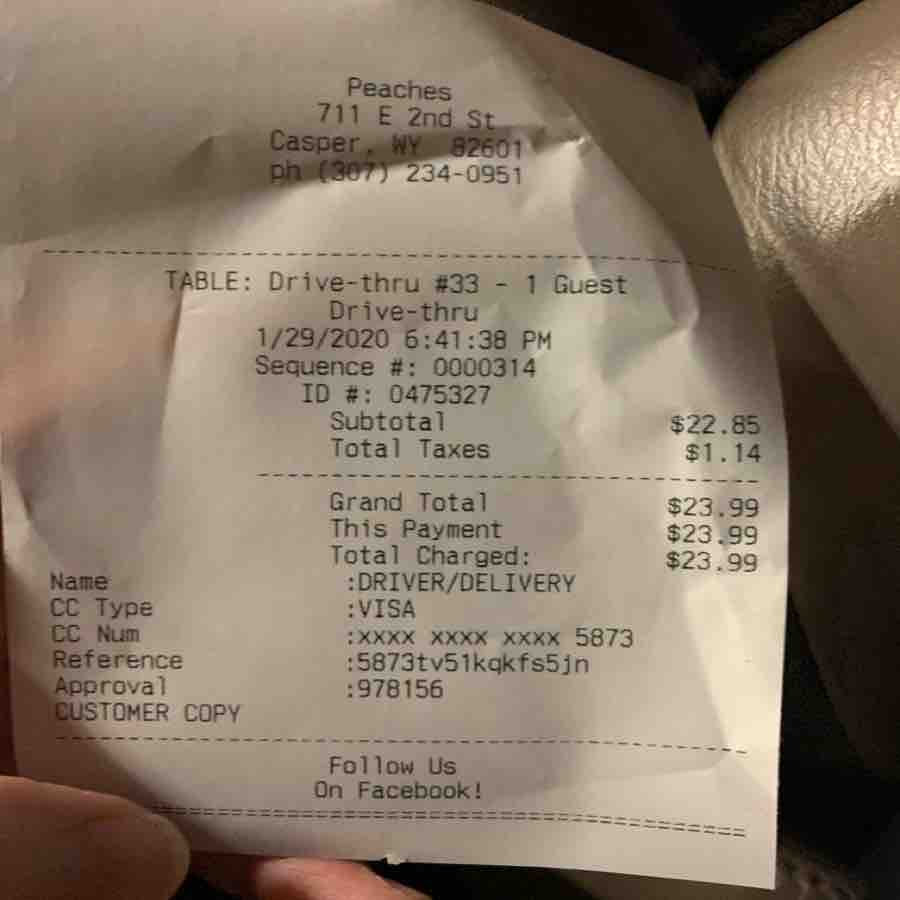 Peaches
711 E 2nd St
Casper, WY 82601
ph (307) 234-0951
TABLE: Drive-thru #33 - 1 Guest
Drive-thru
1/29/2020 6:41:38 PM
Sequence #: 0000314
ID #: 0475327
Subtotal $22.85
Total Taxes $1.14
Grand Total $23.99
This Payment $23.99
Total Charged: $23.99
Name :DRIVER/DELIVERY
CC Type :VISA
CC Num :xxxx xxxx xxxx 5873
Reference :5873tv51kqkfs5jn
Approval :978156
CUSTOMER COPY
Follow Us
On Facebook!